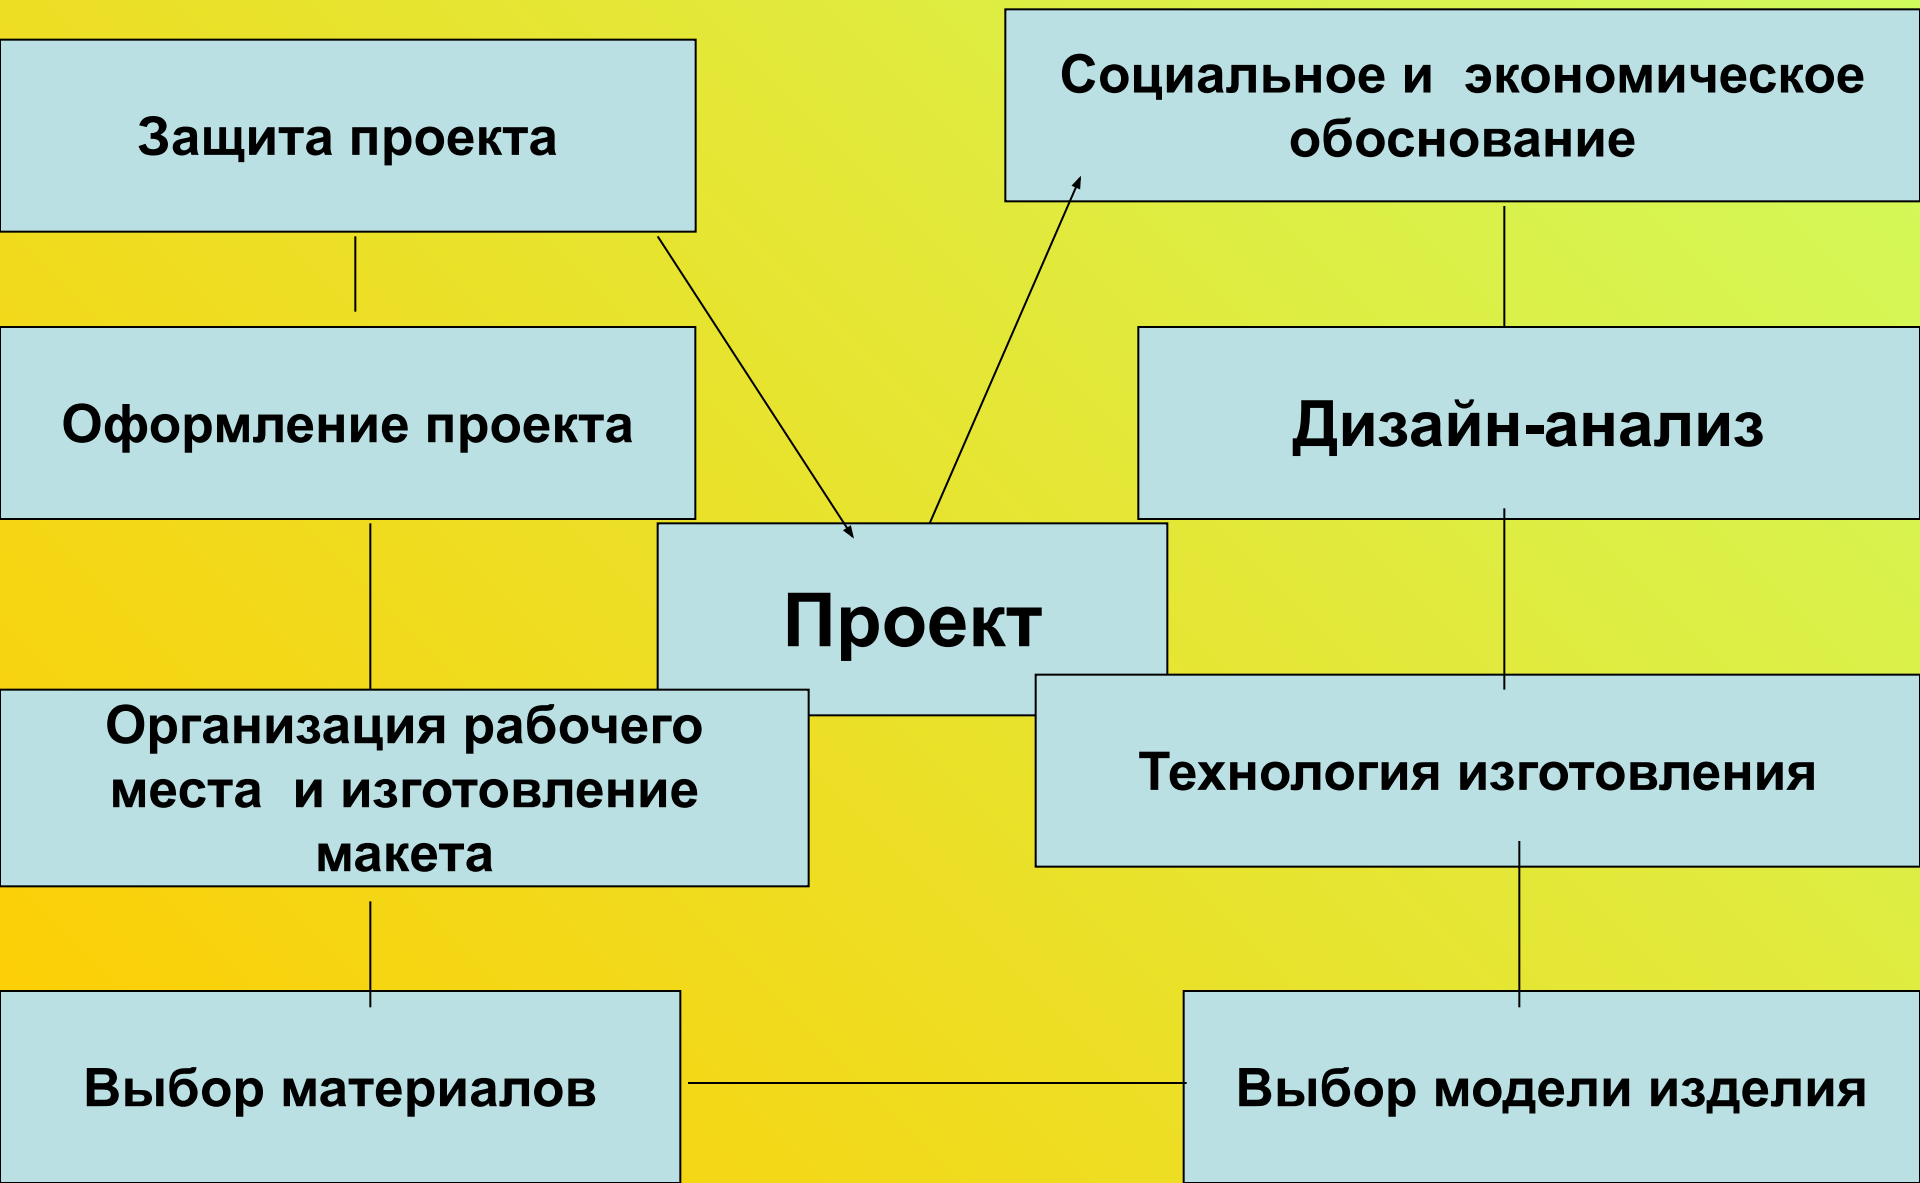 Защита проекта
Социальное и экономическое
обоснование
Оформление проекта
Дизайн-анализ
Проект
Организация рабочего
места и изготовление
макета
Технология изготовления
Выбор материалов
Выбор модели изделия